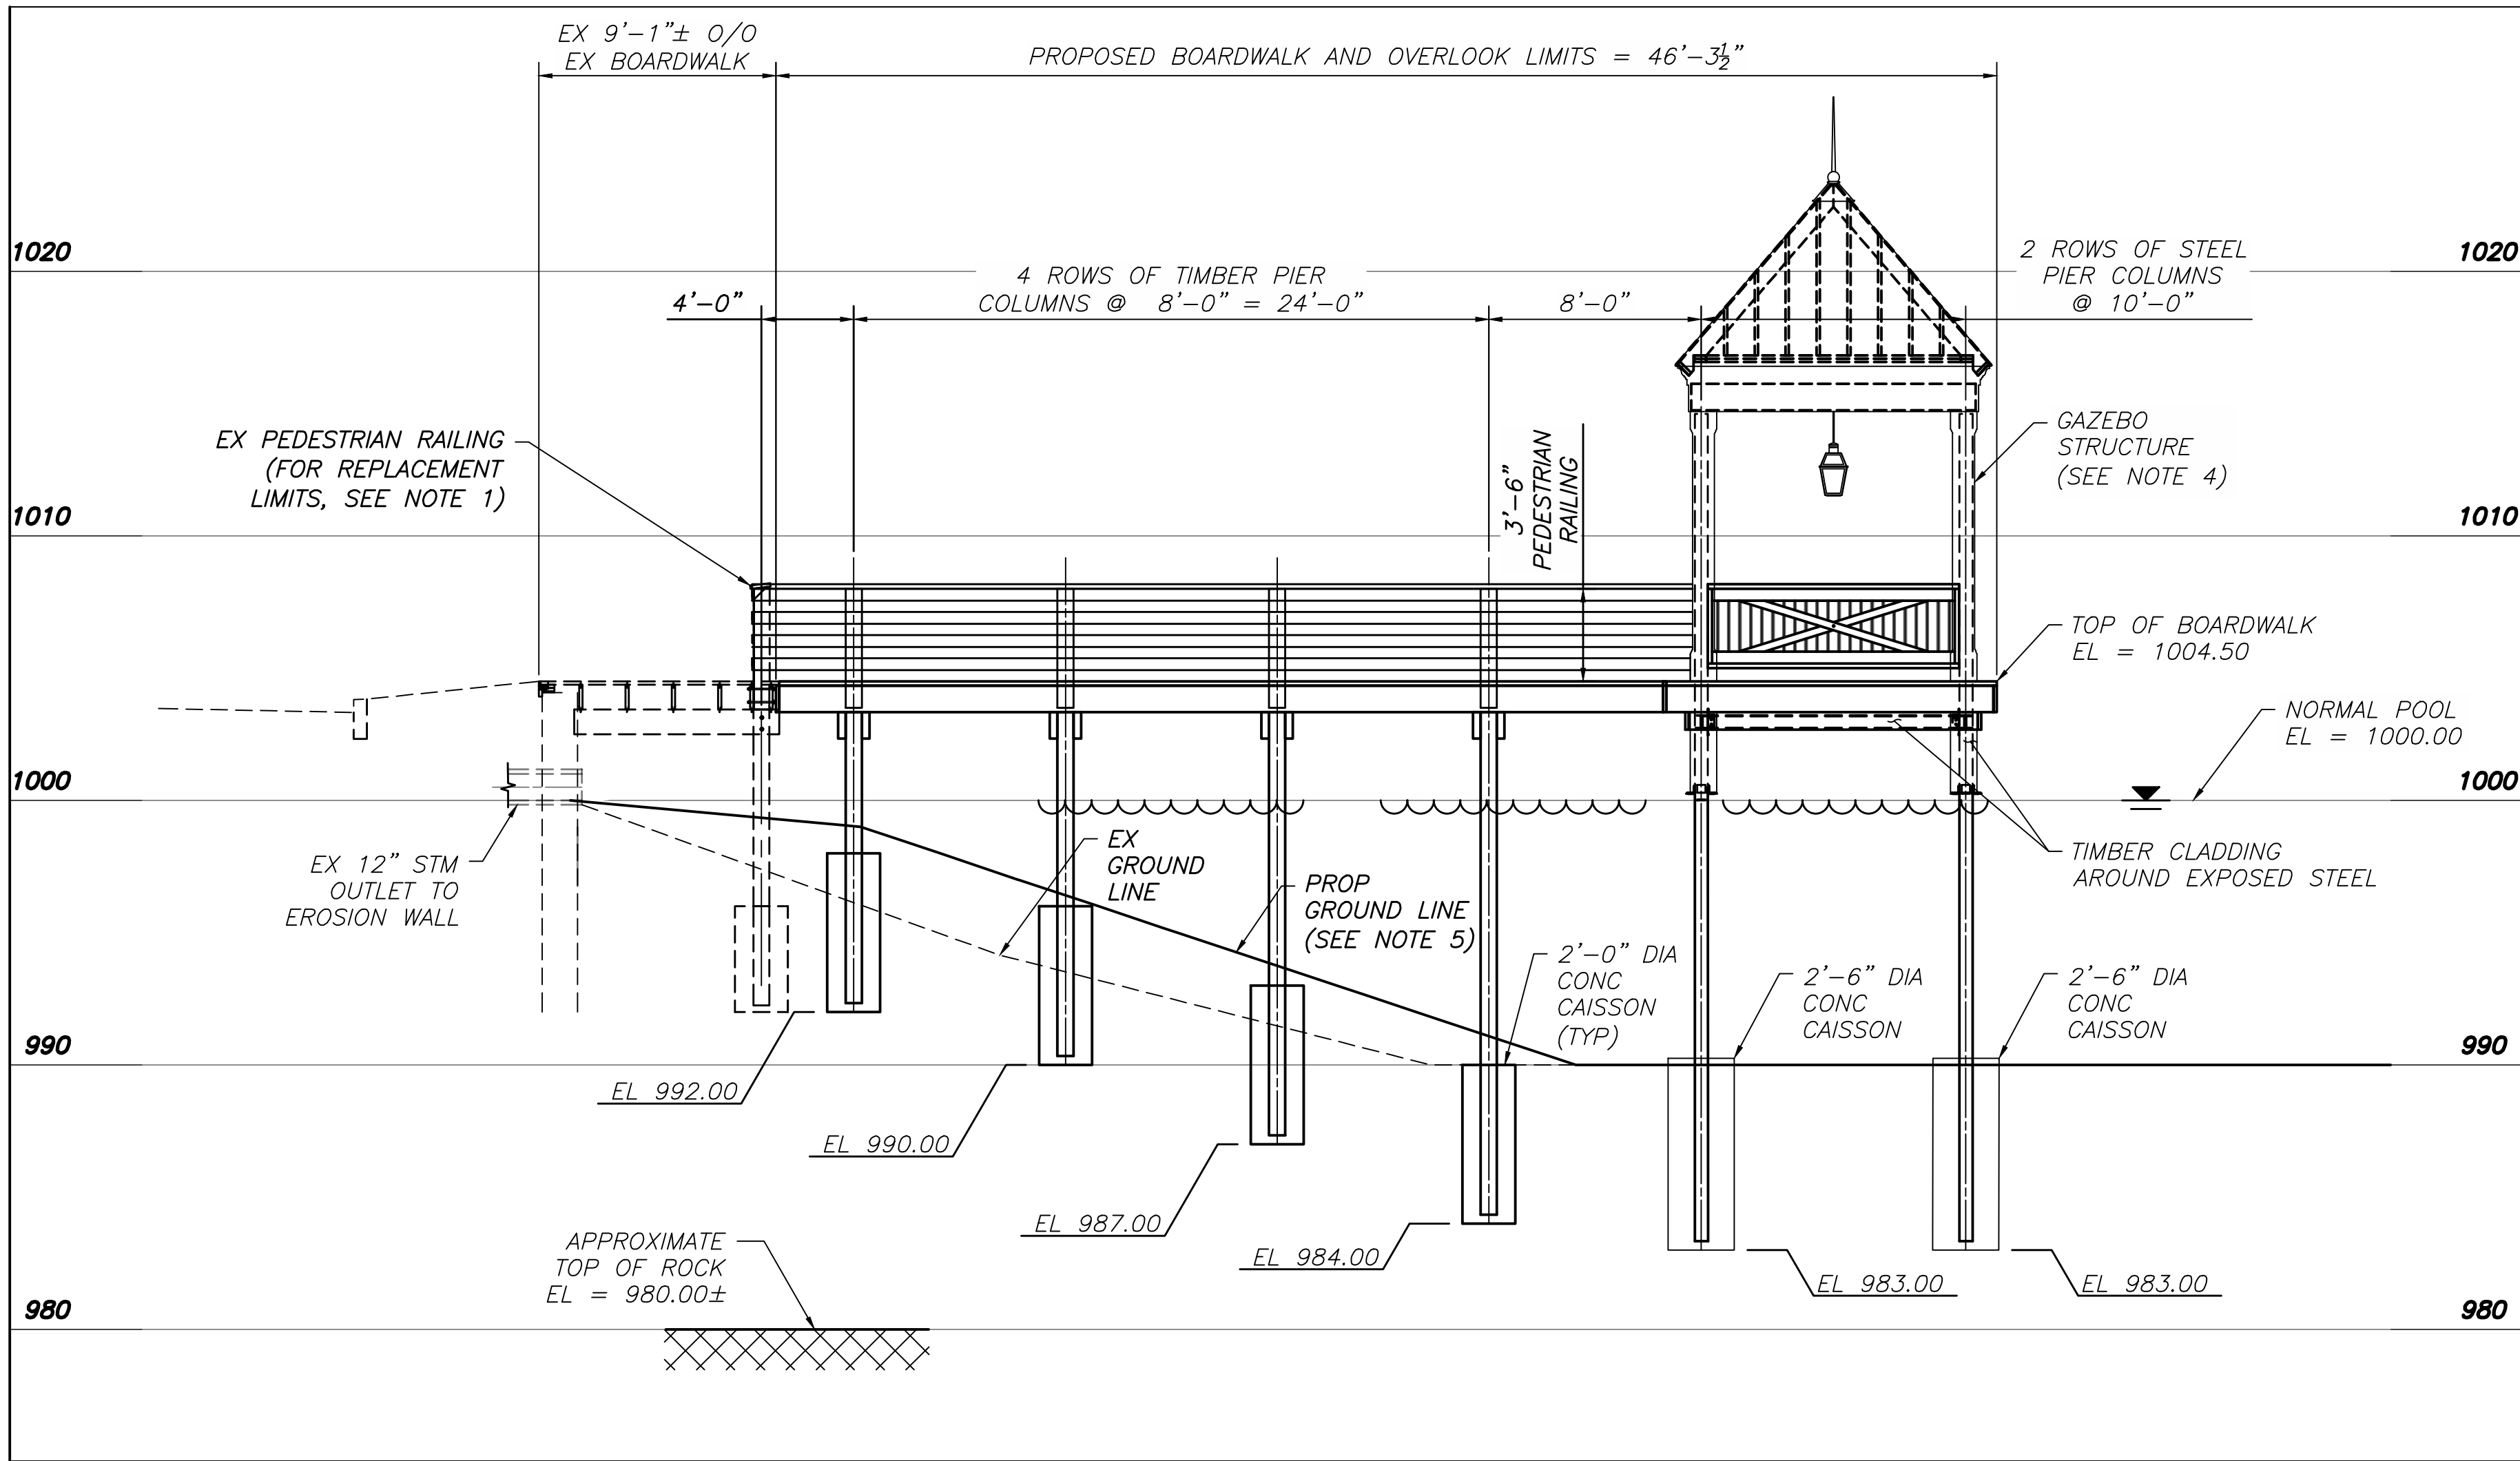 EX 9'-1"± O/O
EX BOARDWALK
PROPOSED BOARDWALK AND OVERLOOK LIMITS = 46'-3½"
1020
1020
4'-0"
4 ROWS OF TIMBER PIER
COLUMNS @ 8'-0" = 24'-0"
8'-0"
2 ROWS OF STEEL
PIER COLUMNS
@ 10'-0"
EX PEDESTRIAN RAILING
(FOR REPLACEMENT
LIMITS, SEE NOTE 1)
3'-6"
PEDESTRIAN
RAILING
GAZEBO
STRUCTURE
(SEE NOTE 4)
1010
1010
TOP OF BOARDWALK
EL = 1004.50
NORMAL POOL
EL = 1000.00
1000
1000
EX 12" STM
OUTLET TO
EROSION WALL
EX
GROUND
LINE
PROP
GROUND LINE
(SEE NOTE 5)
TIMBER CLADDING
AROUND EXPOSED STEEL
2'-0" DIA
CONC
CAISSON
(TYP)
2'-6" DIA
CONC
CAISSON
2'-6" DIA
CONC
CAISSON
990
990
EL 992.00
EL 990.00
EL 987.00
EL 984.00
EL 983.00
EL 983.00
APPROXIMATE
TOP OF ROCK
EL = 980.00±
980
980